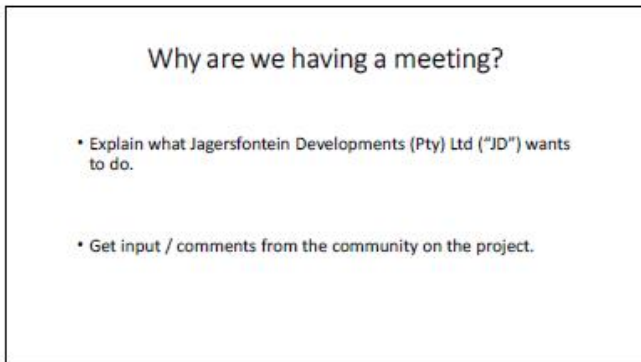 Why are we having a meeting?
• Explain what Jagersfontein Developments (Pty) Ltd (“JD”) wants
to do.
• Get input / comments from the community on the project.